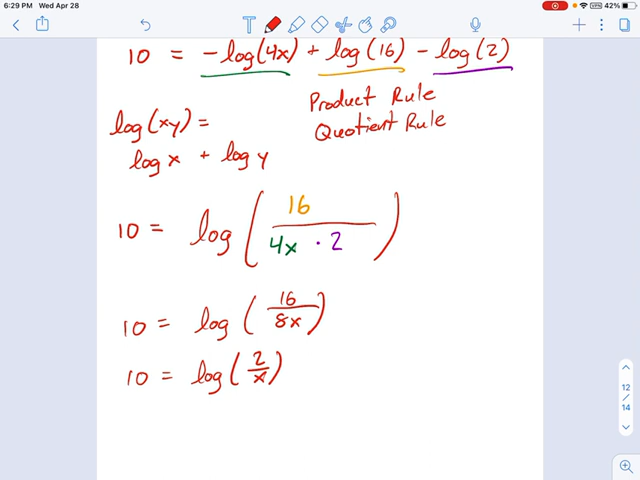 6:29 PM Wed Apr 28
VPN 42%
10 = -log(4x) + log(16) - log(2)
Product Rule
Quotient Rule
log(xy) =
log x + log y
10 = log(16/(4x · 2))
10 = log(16/8x)
10 = log(2/x)
12
/
14